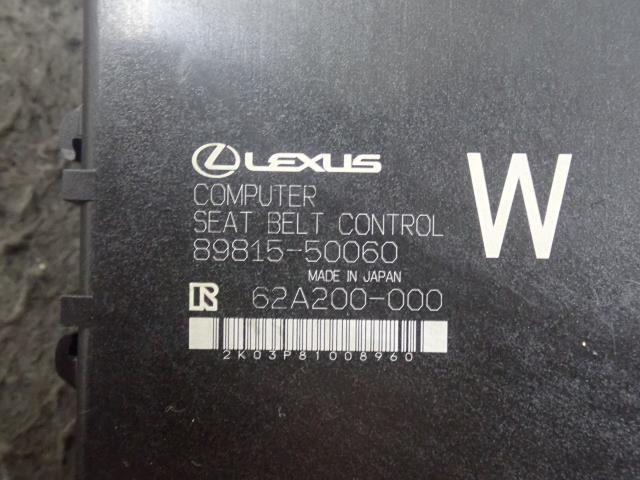 LEXUS
COMPUTER
SEAT BELT CONTROL
89815-50060
MADE IN JAPAN
R 62A200-000
2K03P81008960
W